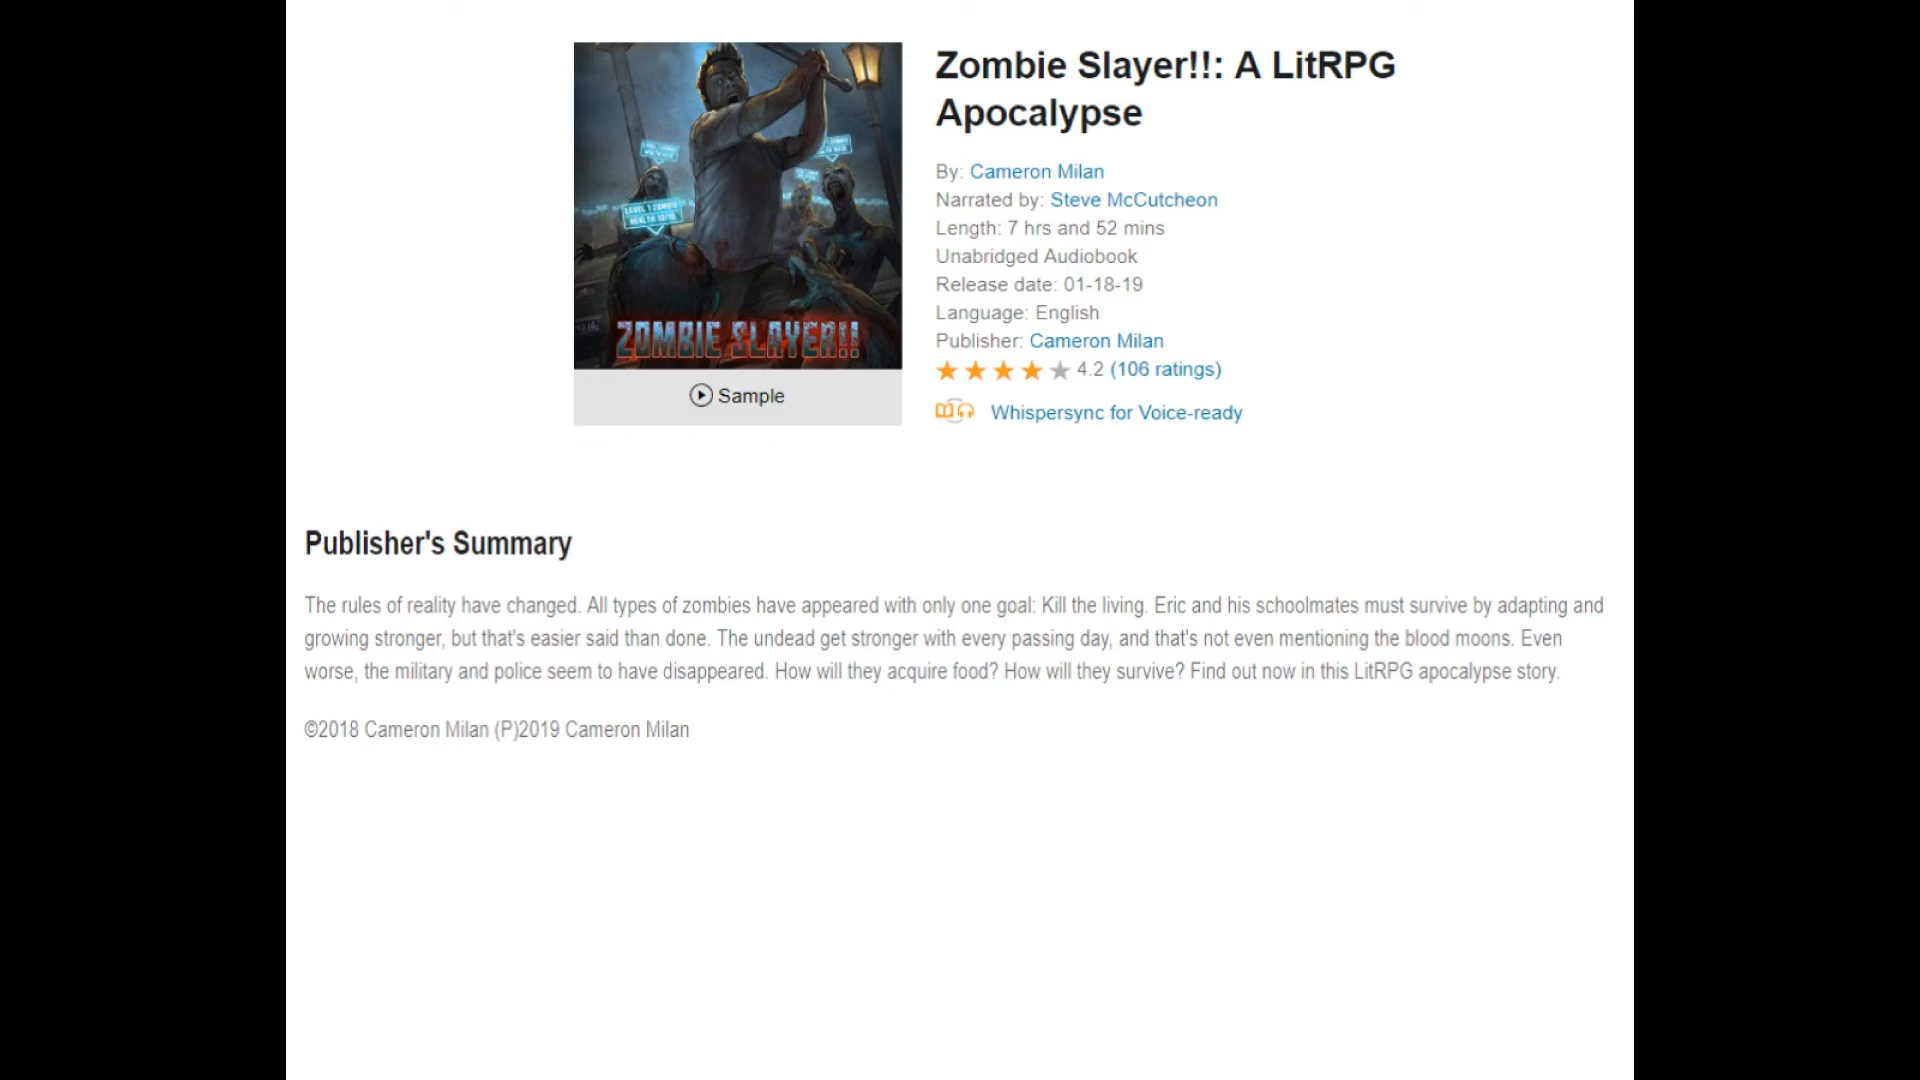 Zombie Slayer!!: A LitRPG
Apocalypse
By: Cameron Milan
Narrated by: Steve McCutcheon
Length: 7 hrs and 52 mins
Unabridged Audiobook
Release date: 01-18-19
Language: English
Publisher: Cameron Milan
4.2 (106 ratings)
Whispersync for Voice-ready
LEVEL 1 ZOMBIE
HEALTH 10/10
ZOMBIE SLAYER!!
Sample
Publisher's Summary
The rules of reality have changed. All types of zombies have appeared with only one goal: Kill the living. Eric and his schoolmates must survive by adapting and
growing stronger, but that's easier said than done. The undead get stronger with every passing day, and that's not even mentioning the blood moons. Even
worse, the military and police seem to have disappeared. How will they acquire food? How will they survive? Find out now in this LitRPG apocalypse story.
©2018 Cameron Milan (P)2019 Cameron Milan